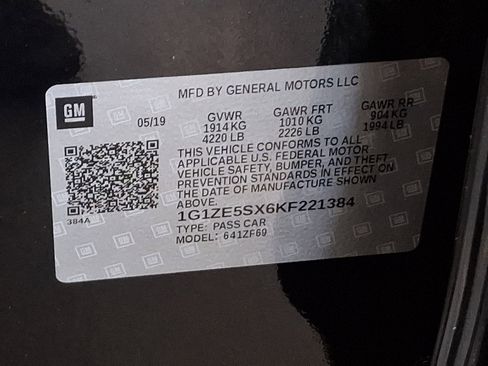 MFD BY GENERAL MOTORS LLC
GM
05/19
GVWR GAWR FRT GAWR RR
1914 KG 1010 KG 904 KG
4220 LB 2226 LB 1994 LB
THIS VEHICLE CONFORMS TO ALL
APPLICABLE U.S. FEDERAL MOTOR
VEHICLE SAFETY, BUMPER, AND THEFT
PREVENTION STANDARDS IN EFFECT ON
THE DATE OF MANUFACTURE SHOWN
ABOVE.
384A
1G1ZE5SX6KF221384
TYPE: PASS CAR
MODEL: 641ZF69